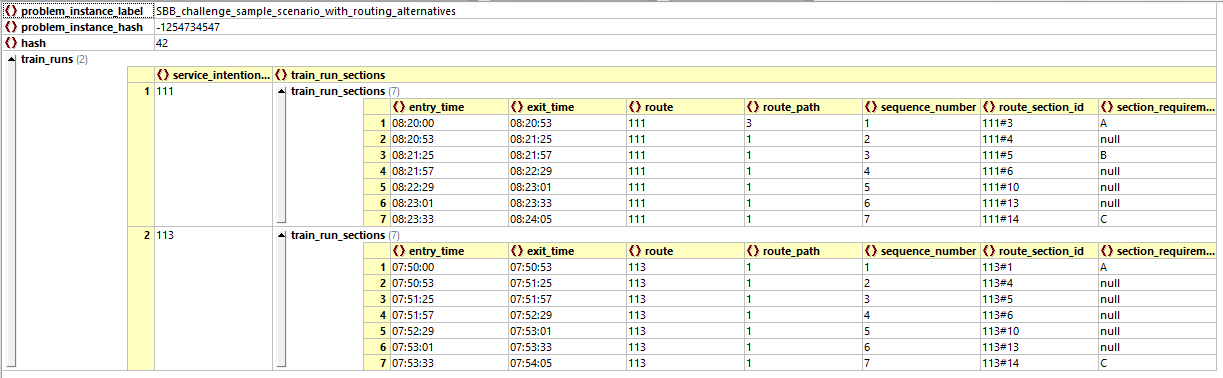 problem_instance_label SBB_challenge_sample_scenario_with_routing_alternatives
problem_instance_hash -1254734547
hash 42
train_runs (2)
service_intention... train_run_sections
1 111 train_run_sections (7)
entry_time exit_time route route_path sequence_number route_section_id section_requirem...
1 08:20:00 08:20:53 111 3 1 111#3 A
2 08:20:53 08:21:25 111 1 2 111#4 null
3 08:21:25 08:21:57 111 1 3 111#5 B
4 08:21:57 08:22:29 111 1 4 111#6 null
5 08:22:29 08:23:01 111 1 5 111#10 null
6 08:23:01 08:23:33 111 1 6 111#13 null
7 08:23:33 08:24:05 111 1 7 111#14 C
2 113 train_run_sections (7)
entry_time exit_time route route_path sequence_number route_section_id section_requirem...
1 07:50:00 07:50:53 113 1 1 113#1 A
2 07:50:53 07:51:25 113 1 2 113#4 null
3 07:51:25 07:51:57 113 1 3 113#5 null
4 07:51:57 07:52:29 113 1 4 113#6 null
5 07:52:29 07:53:01 113 1 5 113#10 null
6 07:53:01 07:53:33 113 1 6 113#13 null
7 07:53:33 07:54:05 113 1 7 113#14 C